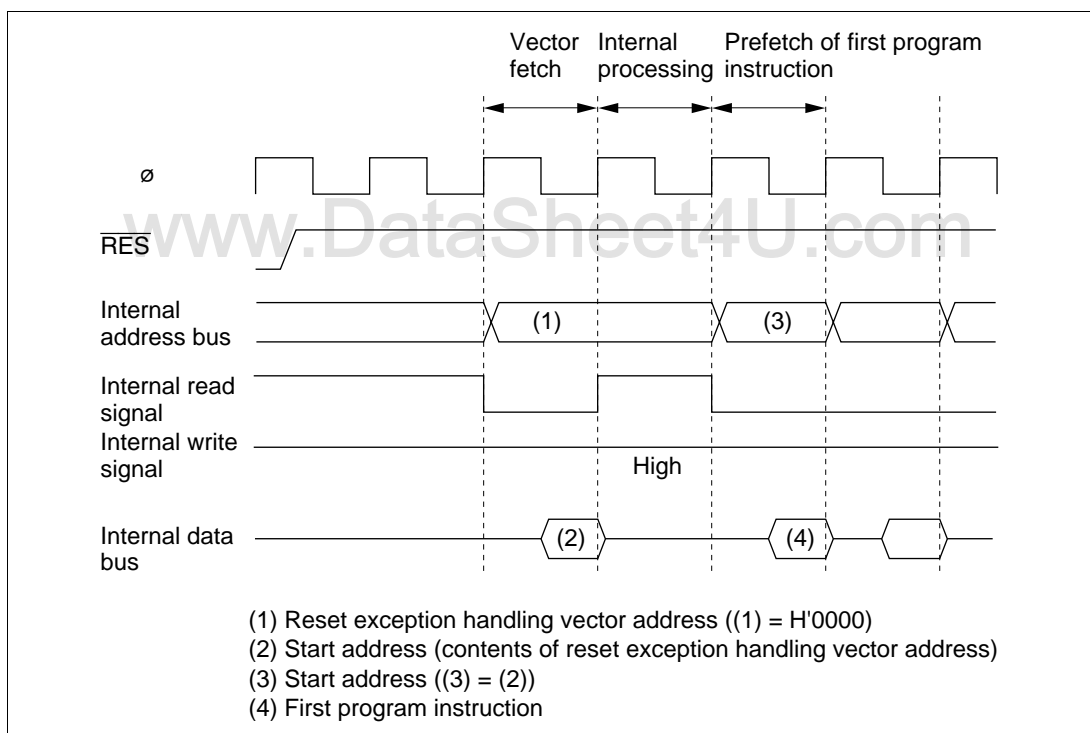 Vector fetch
Internal processing
Prefetch of first program instruction
ø
www.DataSheet4U.com
RES
Internal address bus
(1)
(3)
Internal read signal
Internal write signal
High
Internal data bus
(2)
(4)
(1) Reset exception handling vector address ((1) = H'0000)
(2) Start address (contents of reset exception handling vector address)
(3) Start address ((3) = (2))
(4) First program instruction